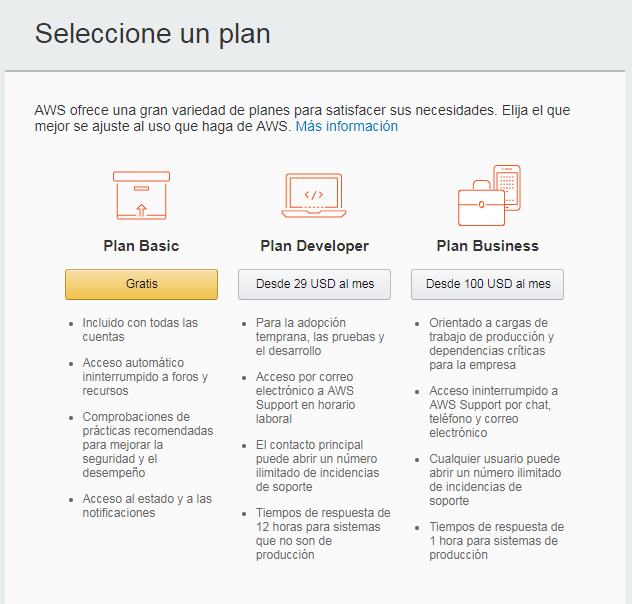 Seleccione un plan
AWS ofrece una gran variedad de planes para satisfacer sus necesidades. Elija el que
mejor se ajuste al uso que haga de AWS. Más información
Plan Basic
Gratis
• Incluido con todas las
cuentas
• Acceso automático
ininterrumpido a foros y
recursos
• Comprobaciones de
prácticas recomendadas
para mejorar la
seguridad y el
desempeño
• Acceso al estado y a las
notificaciones
</>
Plan Developer
Desde 29 USD al mes
• Para la adopción
temprana, las pruebas y
el desarrollo
• Acceso por correo
electrónico a AWS
Support en horario
laboral
• El contacto principal
puede abrir un número
ilimitado de incidencias
de soporte
• Tiempos de respuesta de
12 horas para sistemas
que no son de
producción
Plan Business
Desde 100 USD al mes
• Orientado a cargas de
trabajo de producción y
dependencias críticas
para la empresa
• Acceso ininterrumpido a
AWS Support por chat,
teléfono y correo
electrónico
• Cualquier usuario puede
abrir un número ilimitado
de incidencias de
soporte
• Tiempos de respuesta de
1 hora para sistemas de
producción